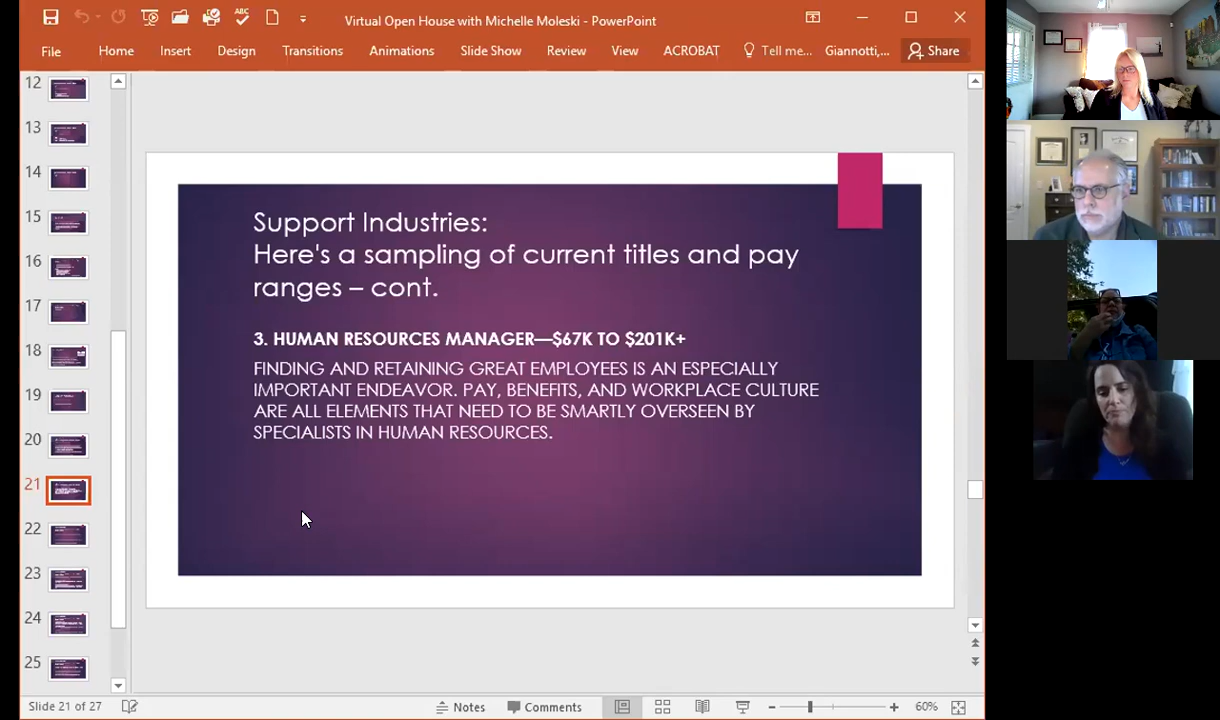 ABC
Virtual Open House with Michelle Moleski - PowerPoint
File Home Insert Design Transitions Animations Slide Show Review View ACROBAT Tell me... Giannotti,... Share
12
13
14
15
16
17
18
19
20
21
22
23
24
25
Support Industries:
Here's a sampling of current titles and pay
ranges – cont.
3. HUMAN RESOURCES MANAGER—$67K TO $201K+
FINDING AND RETAINING GREAT EMPLOYEES IS AN ESPECIALLY
IMPORTANT ENDEAVOR. PAY, BENEFITS, AND WORKPLACE CULTURE
ARE ALL ELEMENTS THAT NEED TO BE SMARTLY OVERSEEN BY
SPECIALISTS IN HUMAN RESOURCES.
Slide 21 of 27 Notes Comments 60%